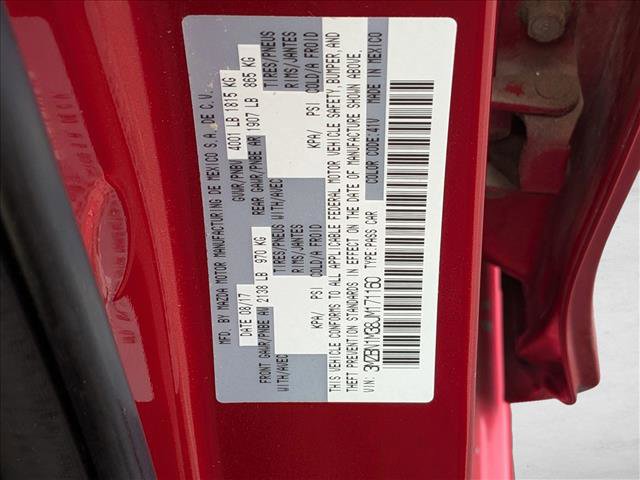 MFD. BY MAZDA MOTOR MANUFACTURING DE MEXICO S.A. DE C.V.
DATE 08/17 GVWR/PNBV 4001 LB 1815 KG
FRONT GAWR/PNBE AV 2138 LB 970 KG REAR GAWR/PNBE AR 1907 LB 865 KG
WITH/AVEC TIRES/PNEUS WITH/AVEC TIRES/PNEUS
RIMS/JANTES RIMS/JANTES
KPA/ PSI COLD/A FROID KPA/ PSI COLD/A FROID
THIS VEHICLE CONFORMS TO ALL APPLICABLE FEDERAL MOTOR VEHICLE SAFETY, BUMPER, AND
THEFT PREVENTION STANDARDS IN EFFECT ON THE DATE OF MANUFACTURE SHOWN ABOVE.
VIN: 3MZBN1M38JM171160 TYPE:PASS CAR COLOR CODE:41V MADE IN MEXICO